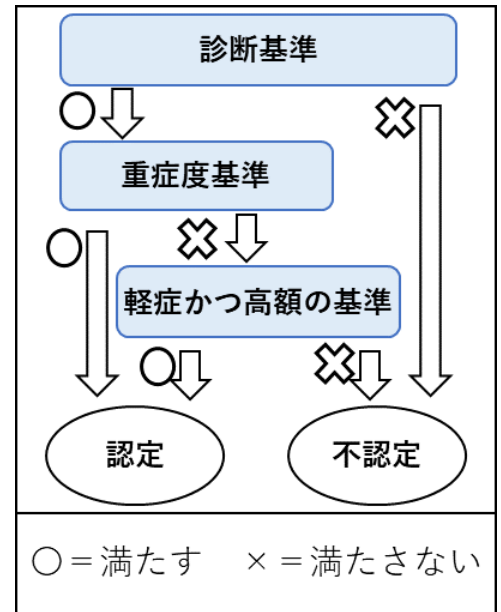 診断基準
○ ×
重症度基準
○ ×
軽症かつ高額の基準
○ ×
認定 不認定
○＝満たす ×＝満たさない